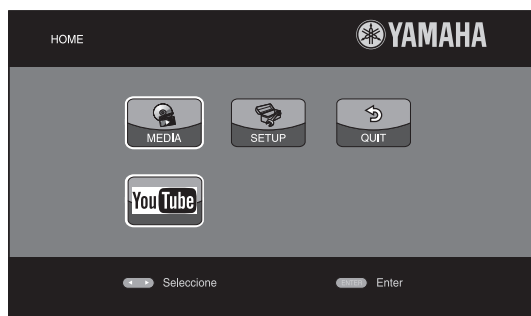 HOME
YAMAHA
MEDIA
SETUP
QUIT
YouTube
Seleccione
ENTER Enter